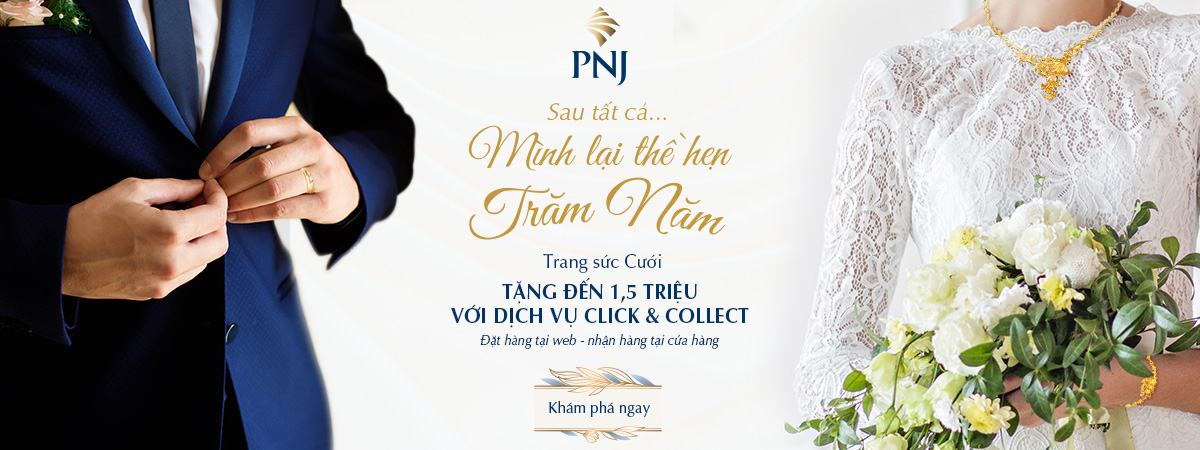 PNJ
Sau tất cả...
Mình lại thề hẹn
Trăm Năm
Trang sức Cưới
TẶNG ĐẾN 1,5 TRIỆU
VỚI DỊCH VỤ CLICK & COLLECT
Đặt hàng tại web - nhận hàng tại cửa hàng
Khám phá ngay